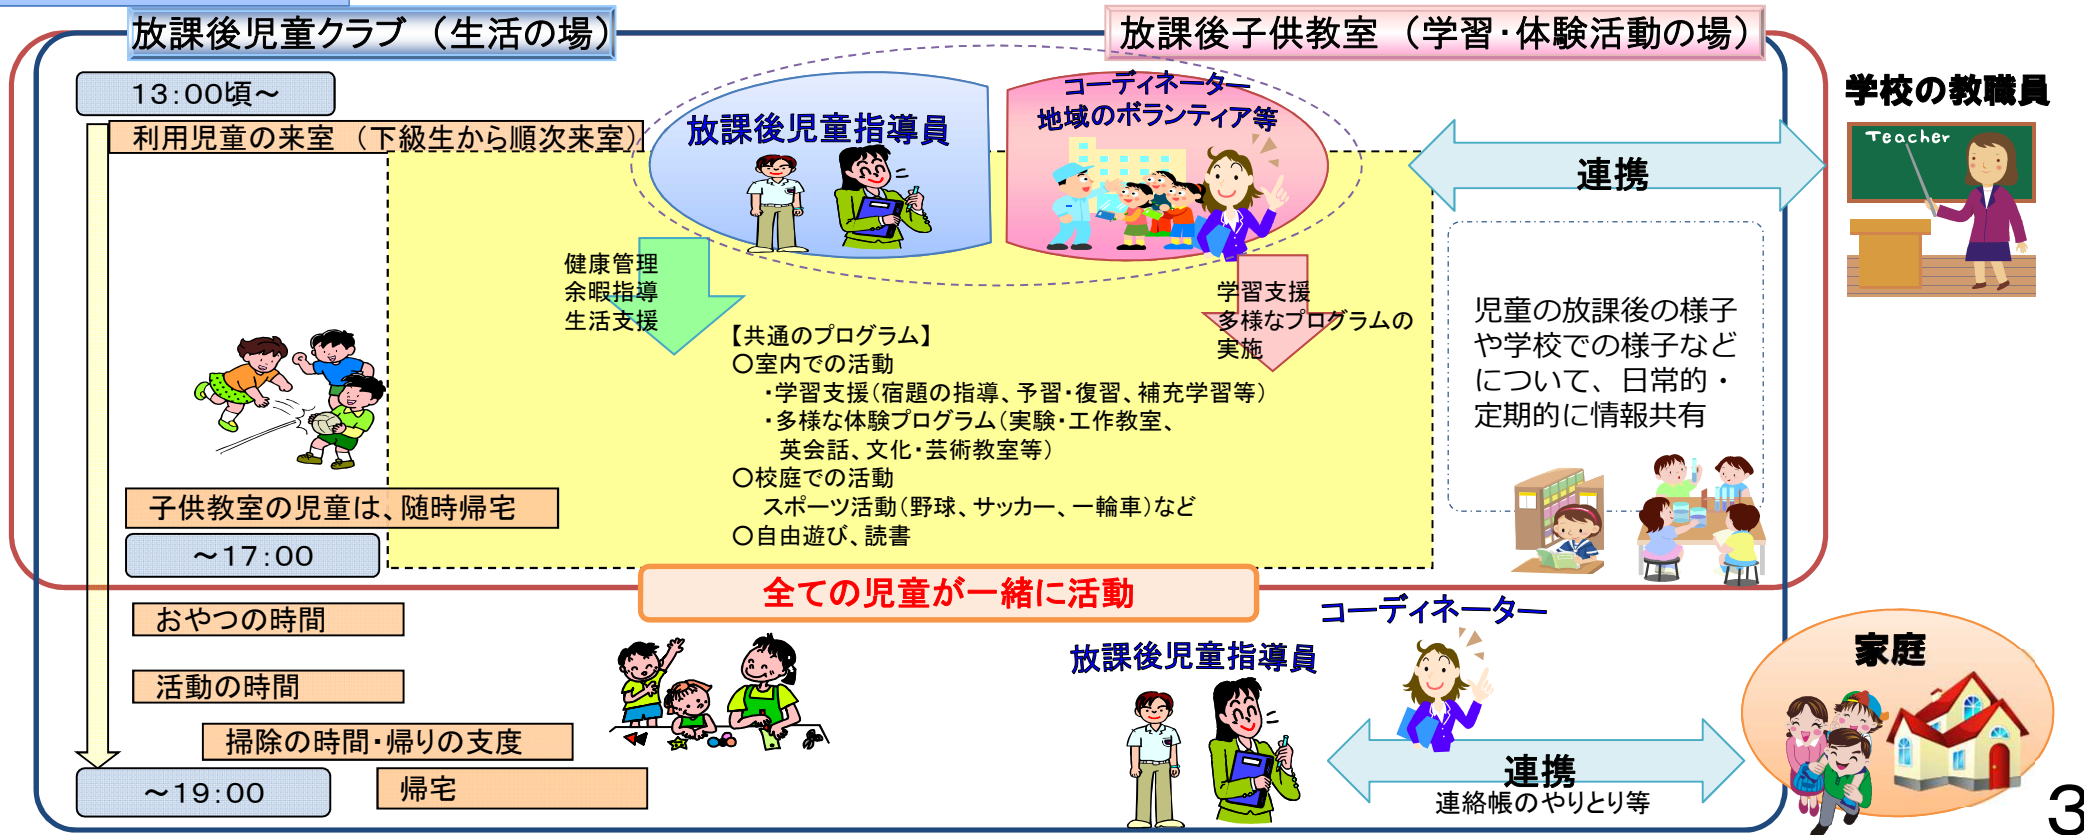 放課後児童クラブ （生活の場）
放課後子供教室 （学習・体験活動の場）
13：00頃～
利用児童の来室 （下級生から順次来室）
放課後児童指導員
コーディネーター
地域のボランティア等
連携
学校の教職員
Teacher
健康管理
余暇指導
生活支援
学習支援
多様なプログラムの
実施
【共通のプログラム】
○室内での活動
・学習支援（宿題の指導、予習・復習、補充学習等）
・多様な体験プログラム（実験・工作教室、
英会話、文化・芸術教室等）
○校庭での活動
スポーツ活動（野球、サッカー、一輪車）など
○自由遊び、読書
児童の放課後の様子
や学校での様子など
について、日常的・
定期的に情報共有
子供教室の児童は、随時帰宅
～17：00
全ての児童が一緒に活動
おやつの時間
活動の時間
掃除の時間・帰りの支度
～19：00
帰宅
放課後児童指導員
コーディネーター
連携
連絡帳のやりとり等
家庭
3